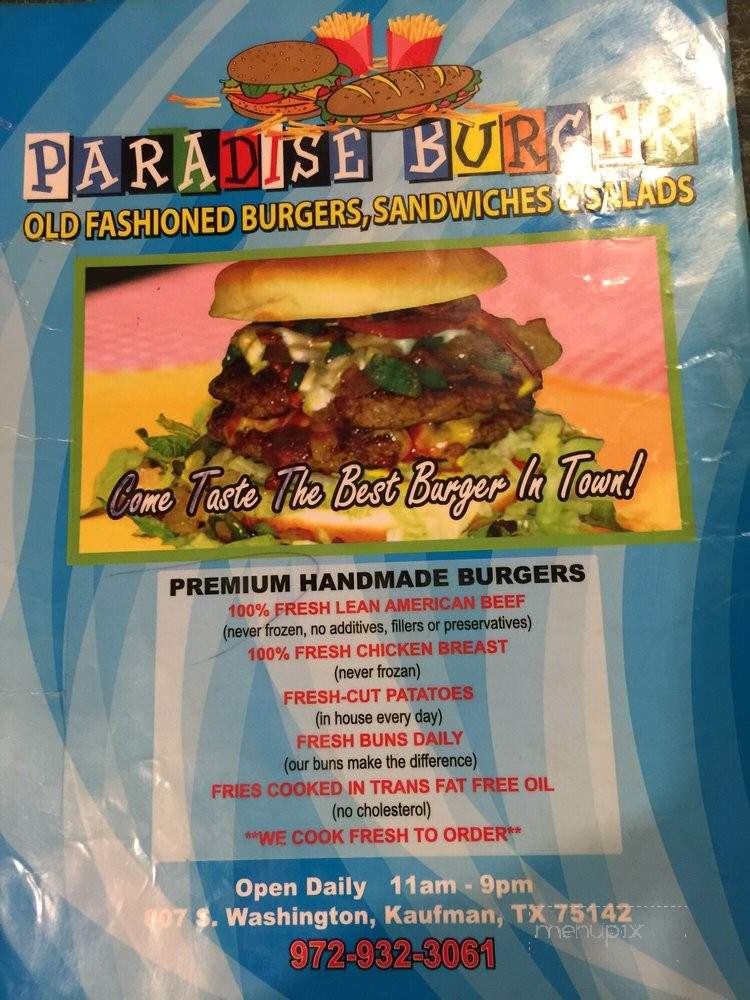 PARADISE BURGER
OLD FASHIONED BURGERS, SANDWICHES & SALADS
Come Taste The Best Burger In Town!
PREMIUM HANDMADE BURGERS
100% FRESH LEAN AMERICAN BEEF
(never frozen, no additives, fillers or preservatives)
100% FRESH CHICKEN BREAST
(never frozan)
FRESH-CUT PATATOES
(in house every day)
FRESH BUNS DAILY
(our buns make the difference)
FRIES COOKED IN TRANS FAT FREE OIL
(no cholesterol)
**WE COOK FRESH TO ORDER**
Open Daily 11am - 9pm
S. Washington, Kaufman, TX 75142
menupix
972-932-3061